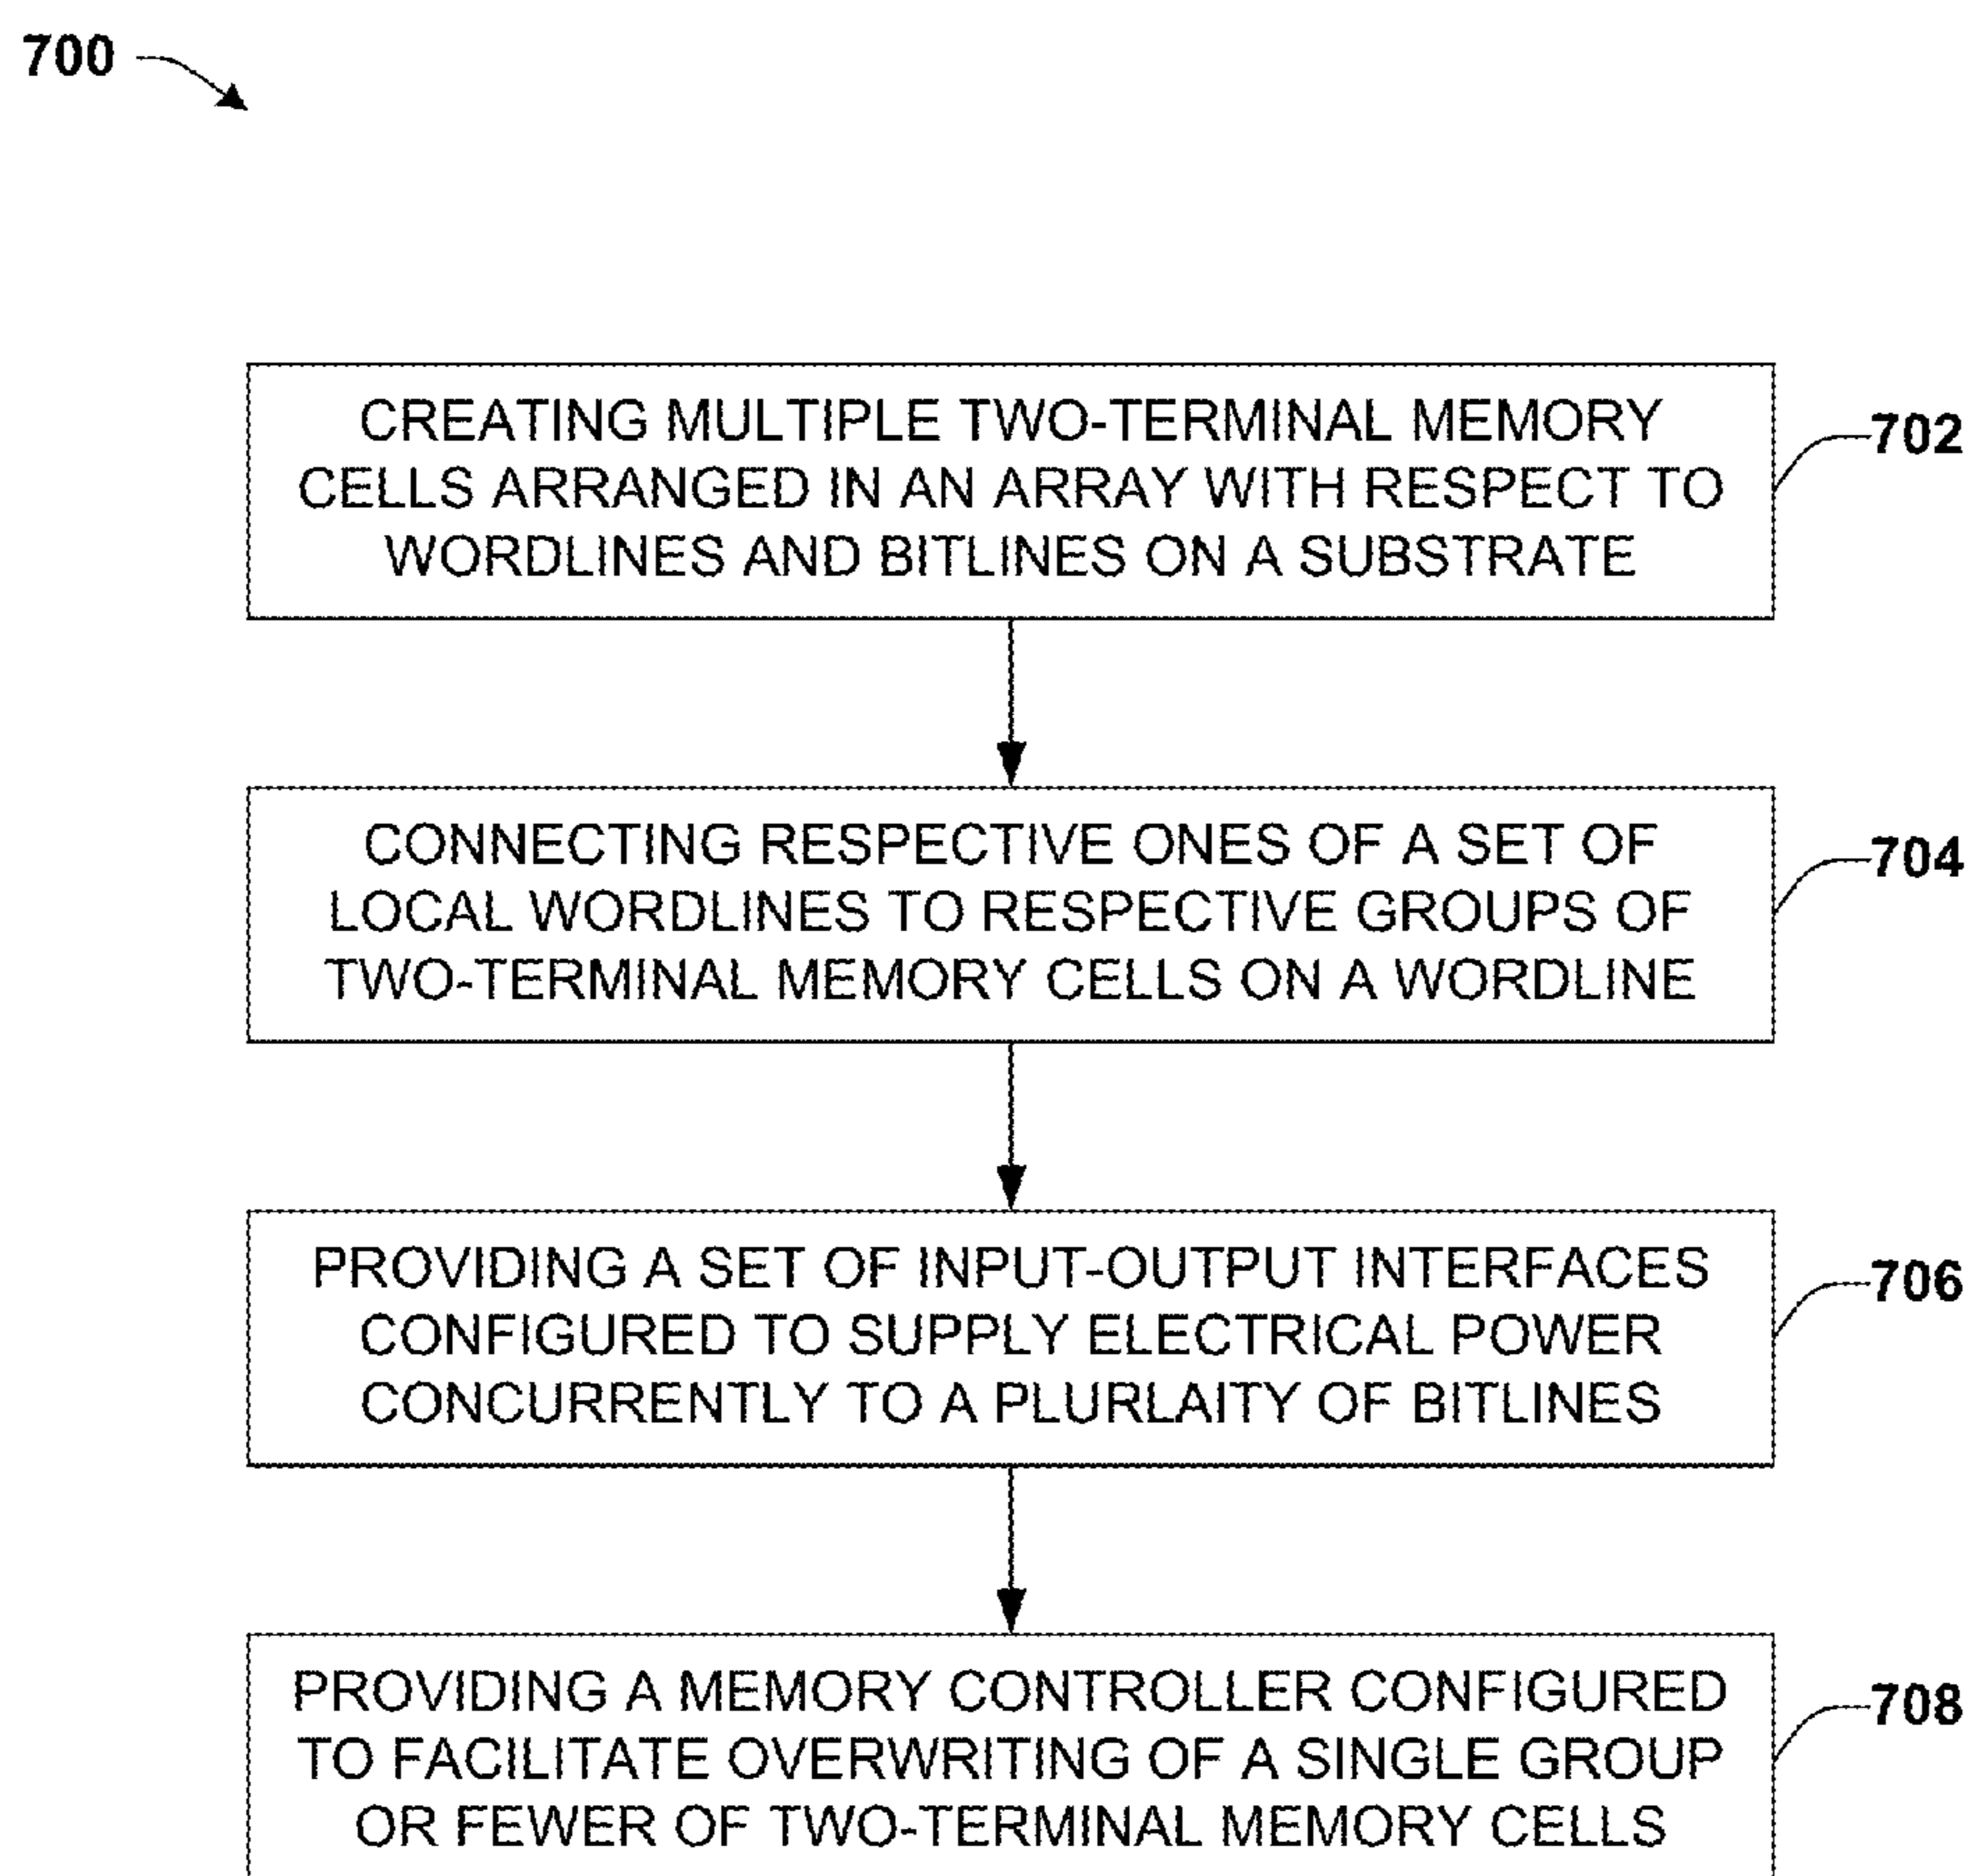 700
CREATING MULTIPLE TWO-TERMINAL MEMORY
CELLS ARRANGED IN AN ARRAY WITH RESPECT TO
WORDLINES AND BITLINES ON A SUBSTRATE
702
CONNECTING RESPECTIVE ONES OF A SET OF
LOCAL WORDLINES TO RESPECTIVE GROUPS OF
TWO-TERMINAL MEMORY CELLS ON A WORDLINE
704
PROVIDING A SET OF INPUT-OUTPUT INTERFACES
CONFIGURED TO SUPPLY ELECTRICAL POWER
CONCURRENTLY TO A PLURLAITY OF BITLINES
706
PROVIDING A MEMORY CONTROLLER CONFIGURED
TO FACILITATE OVERWRITING OF A SINGLE GROUP
OR FEWER OF TWO-TERMINAL MEMORY CELLS
708